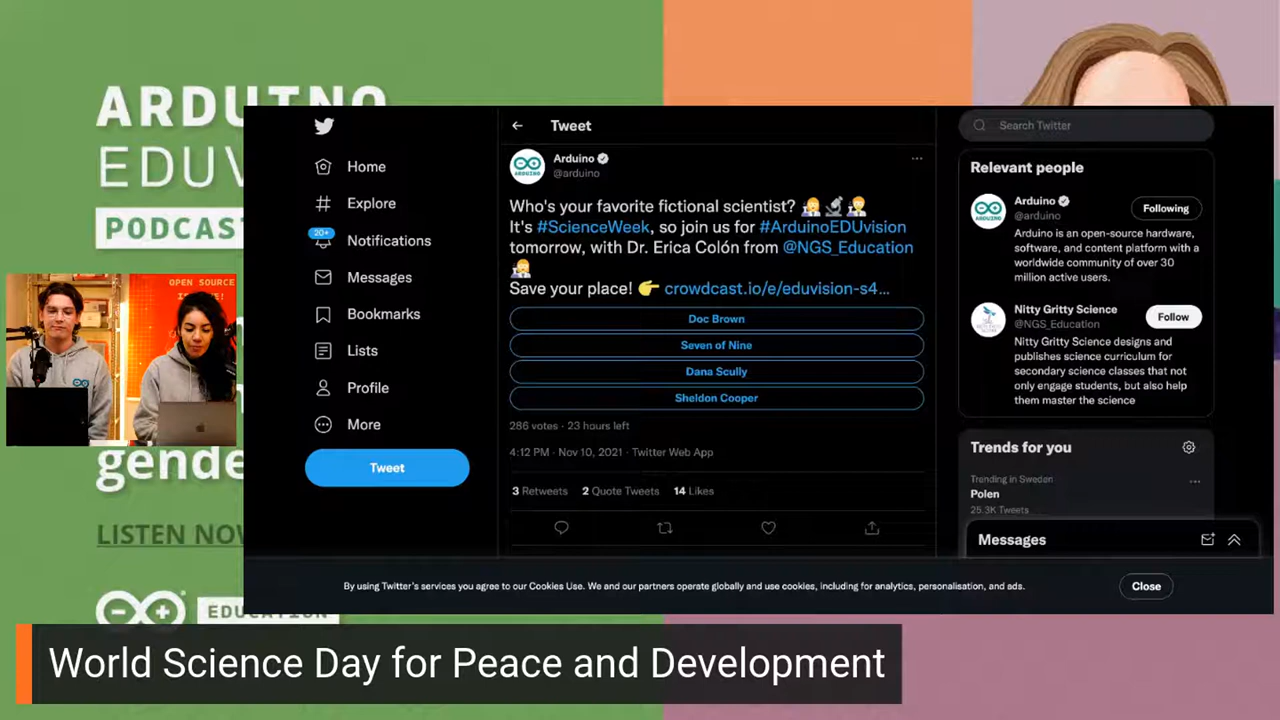 ARDUINO
EDUV
PODCAS
gende
LISTEN NO
EDUCATION
OPEN SOURCE
Home
Explore
20+
Notifications
Messages
Bookmarks
Lists
Profile
More
Tweet
Tweet
Arduino
@arduino
Who's your favorite fictional scientist?
It's #ScienceWeek, so join us for #ArduinoEDUvision
tomorrow, with Dr. Erica Colón from @NGS_Education
Save your place! 👉 crowdcast.io/e/eduvision-s4...
Doc Brown
Seven of Nine
Dana Scully
Sheldon Cooper
286 votes · 23 hours left
4:12 PM · Nov 10, 2021 · Twitter Web App
3 Retweets 2 Quote Tweets 14 Likes
Search Twitter
Relevant people
Arduino
@arduino
Following
Arduino is an open-source hardware,
software, and content platform with a
worldwide community of over 30
million active users.
Nitty Gritty Science
@NGS_Education
Follow
Nitty Gritty Science designs and
publishes science curriculum for
secondary science classes that not
only engage students, but also help
them master the science
Trends for you
Trending in Sweden
Polen
25.3K Tweets
Messages
By using Twitter's services you agree to our Cookies Use. We and our partners operate globally and use cookies, including for analytics, personalisation, and ads.
Close
World Science Day for Peace and Development